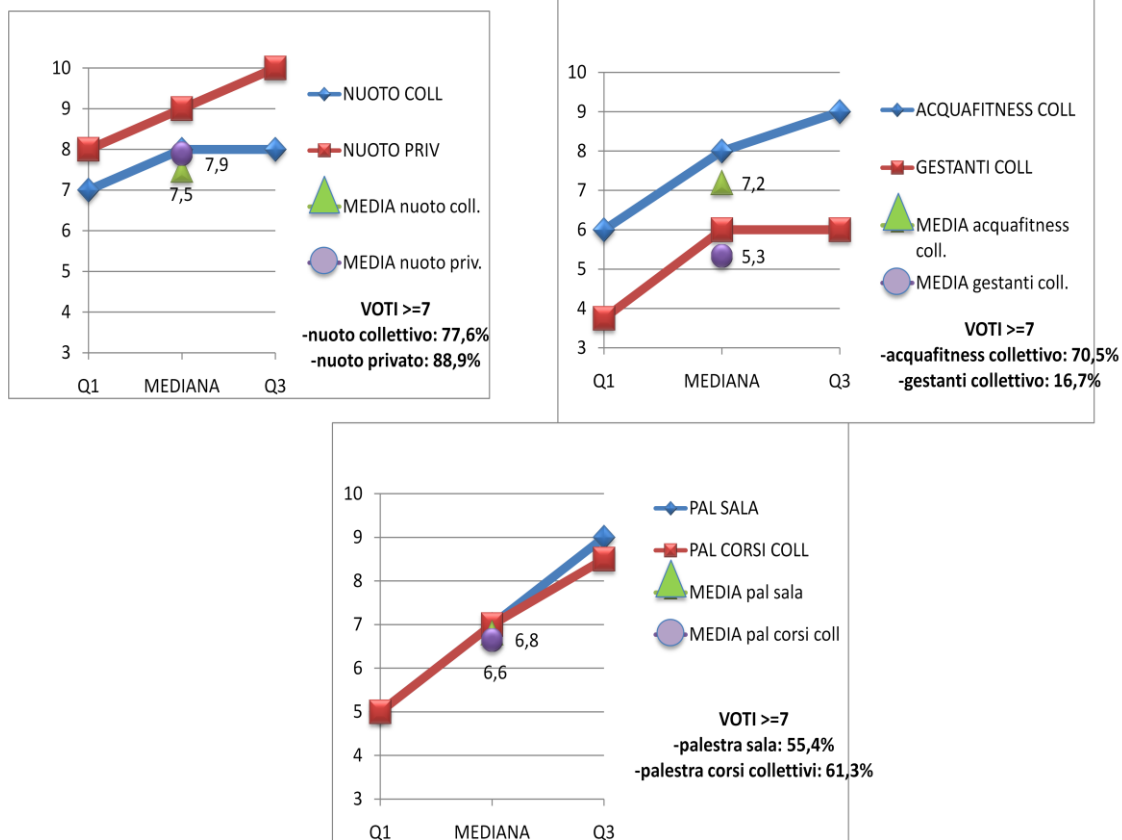 10
9
8
7
6
5
4
3
Q1 MEDIANA Q3
7,9
7,5
NUOTO COLL
NUOTO PRIV
MEDIA nuoto coll.
MEDIA nuoto priv.
VOTI >=7
-nuoto collettivo: 77,6%
-nuoto privato: 88,9%
10
9
8
7
6
5
4
3
Q1 MEDIANA Q3
7,2
5,3
ACQUAFITNESS COLL
GESTANTI COLL
MEDIA acquafitness
coll.
MEDIA gestanti coll.
VOTI >=7
-acquafitness collettivo: 70,5%
-gestanti collettivo: 16,7%
10
9
8
7
6
5
4
3
Q1 MEDIANA Q3
6,8
6,6
PAL SALA
PAL CORSI COLL
MEDIA pal sala
MEDIA pal corsi coll
VOTI >=7
-palestra sala: 55,4%
-palestra corsi collettivi: 61,3%